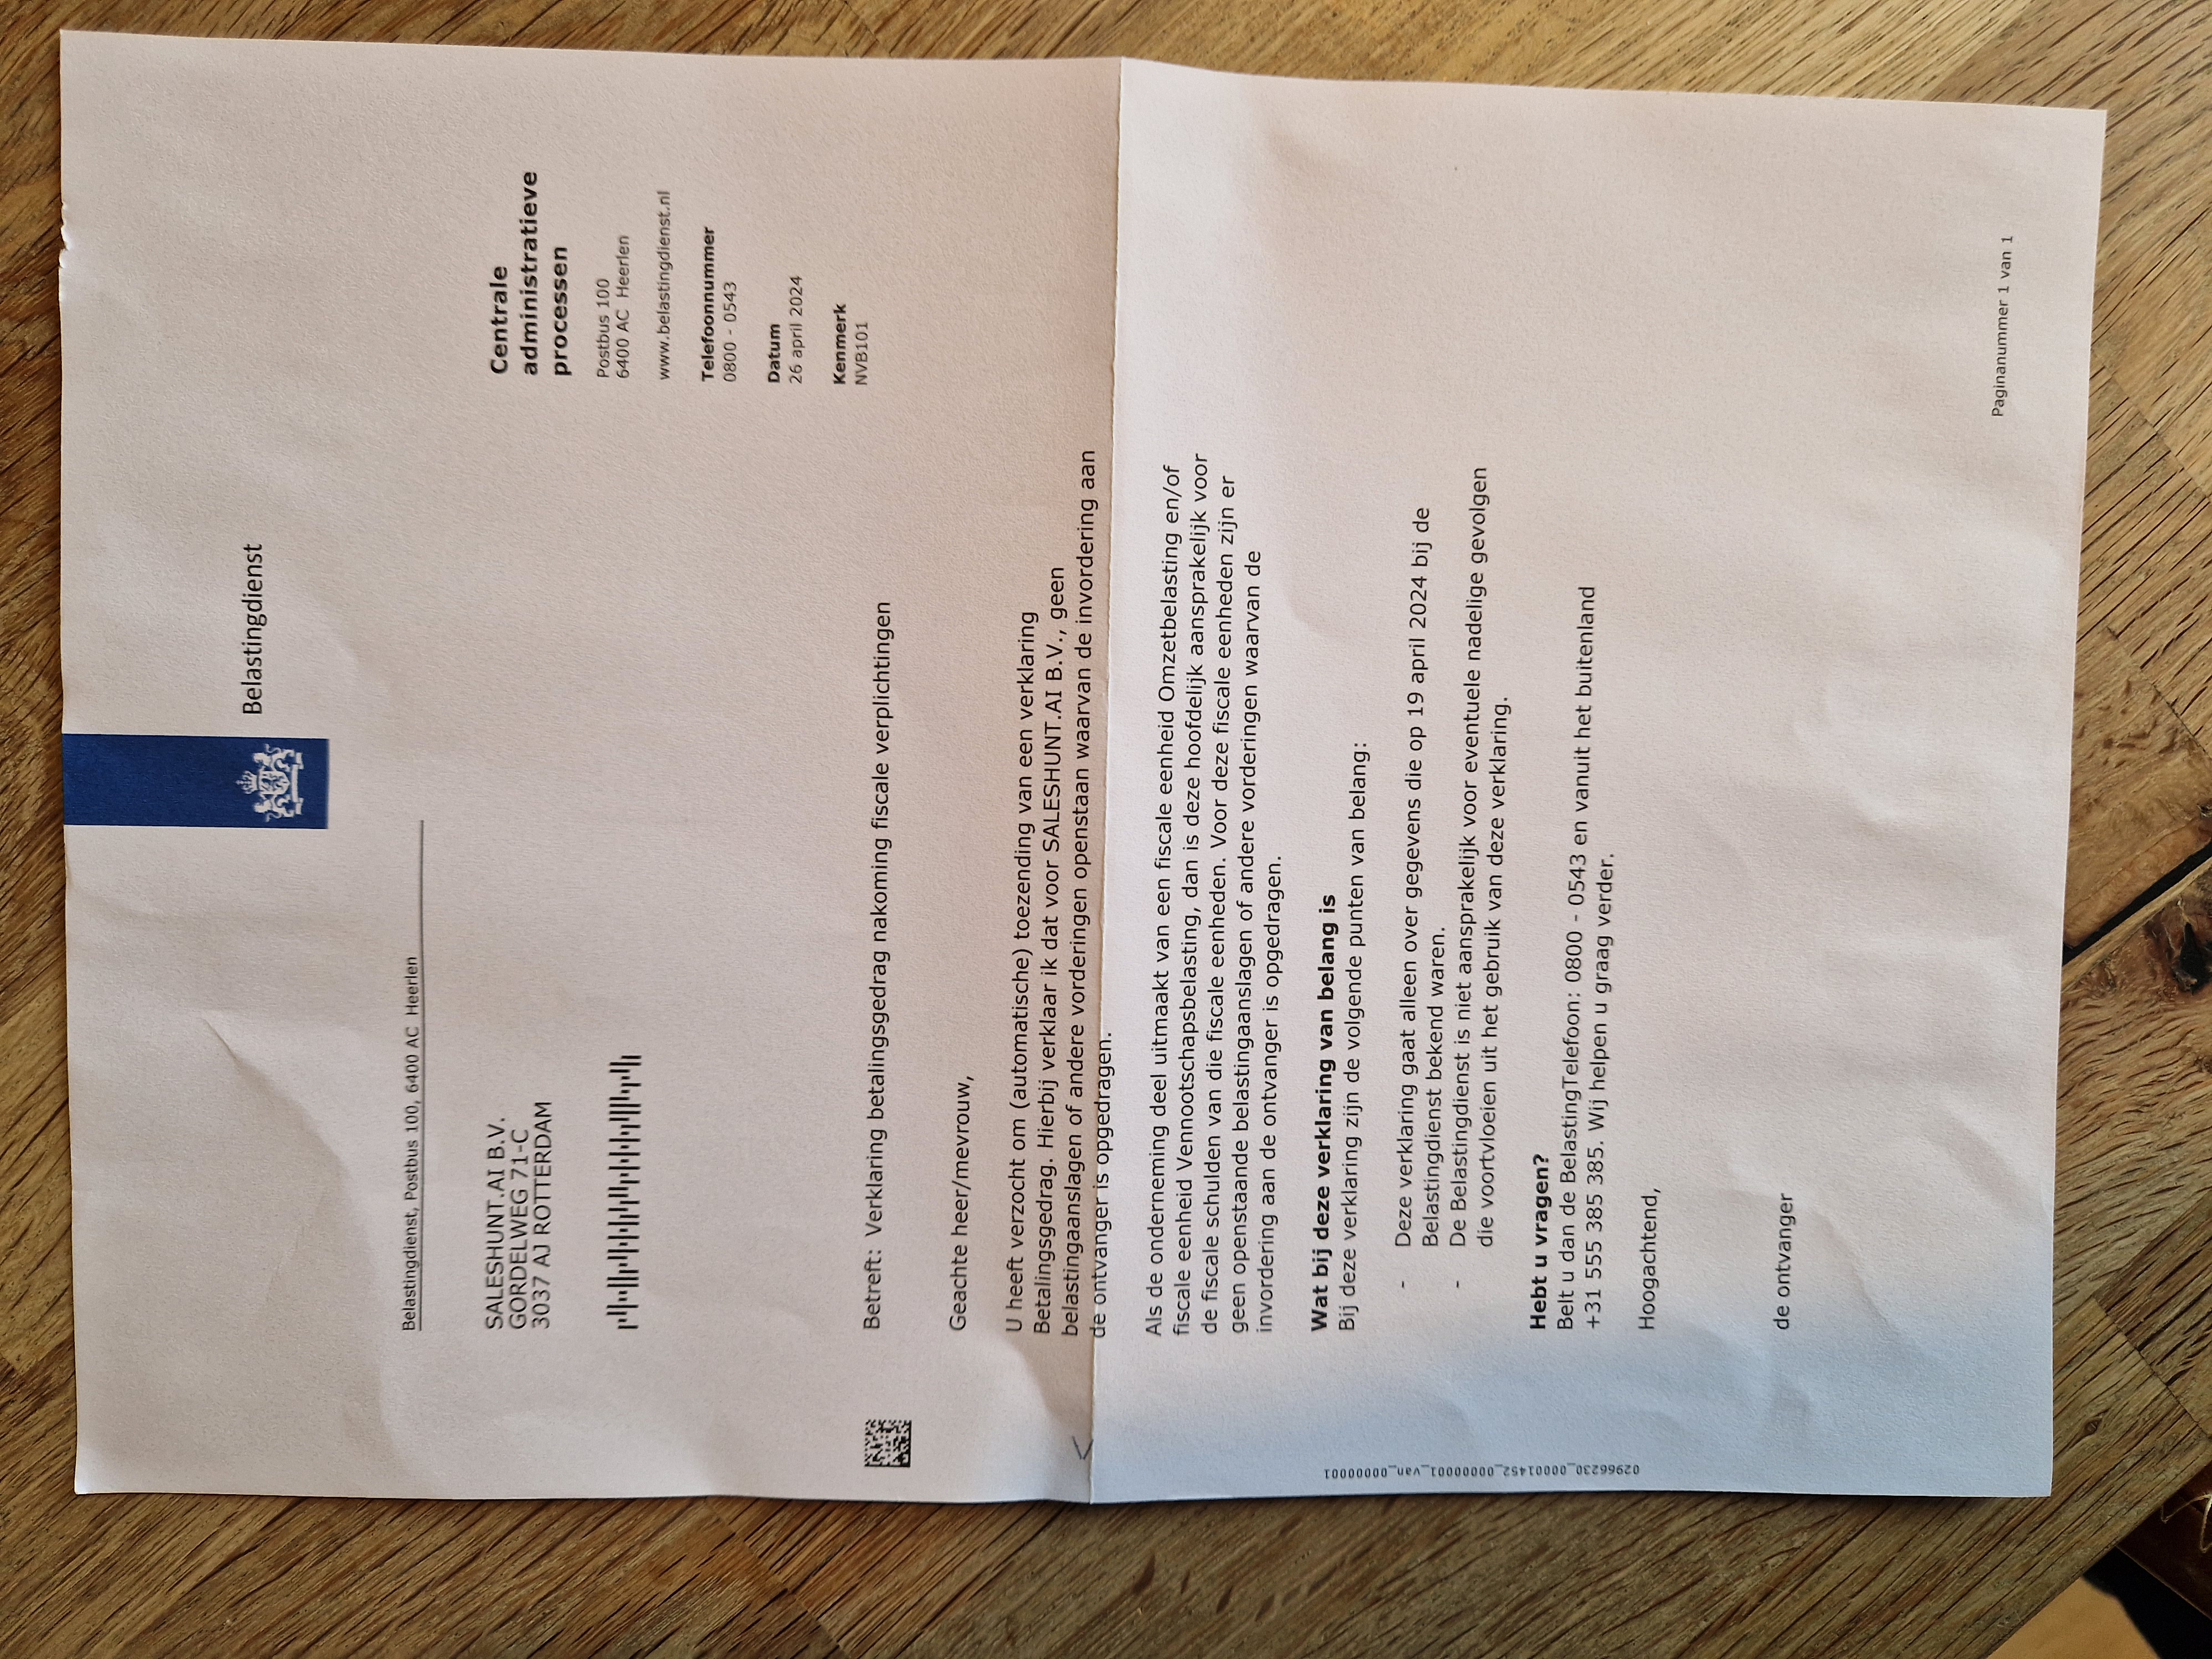 Belastingdienst
Belastingdienst, Postbus 100, 6400 AC Heerlen
SALESHUNT.AI B.V.
GORDELWEG 71-C
3037 AJ ROTTERDAM
Centrale
administratieve
processen
Postbus 100
6400 AC Heerlen
www.belastingdienst.nl
Telefoonnummer
0800 - 0543
Datum
26 april 2024
Kenmerk
NVB101
Betreft: Verklaring betalingsgedrag nakoming fiscale verplichtingen
Geachte heer/mevrouw,
U heeft verzocht om (automatische) toezending van een verklaring
Betalingsgedrag. Hierbij verklaar ik dat voor SALESHUNT.AI B.V., geen
belastingaanslagen of andere vorderingen openstaan waarvan de invordering aan
de ontvanger is opgedragen.
Als de onderneming deel uitmaakt van een fiscale eenheid Omzetbelasting en/of
fiscale eenheid Vennootschapsbelasting, dan is deze hoofdelijk aansprakelijk voor
de fiscale schulden van die fiscale eenheden. Voor deze fiscale eenheden zijn er
geen openstaande belastingaanslagen of andere vorderingen waarvan de
invordering aan de ontvanger is opgedragen.
Wat bij deze verklaring van belang is
Bij deze verklaring zijn de volgende punten van belang:
- Deze verklaring gaat alleen over gegevens die op 19 april 2024 bij de
Belastingdienst bekend waren.
- De Belastingdienst is niet aansprakelijk voor eventuele nadelige gevolgen
die voortvloeien uit het gebruik van deze verklaring.
Hebt u vragen?
Belt u dan de BelastingTelefoon: 0800 - 0543 en vanuit het buitenland
+31 555 385 385. Wij helpen u graag verder.
Hoogachtend,
de ontvanger
02966230_00001452_00000001_van_00000001
Paginanummer 1 van 1